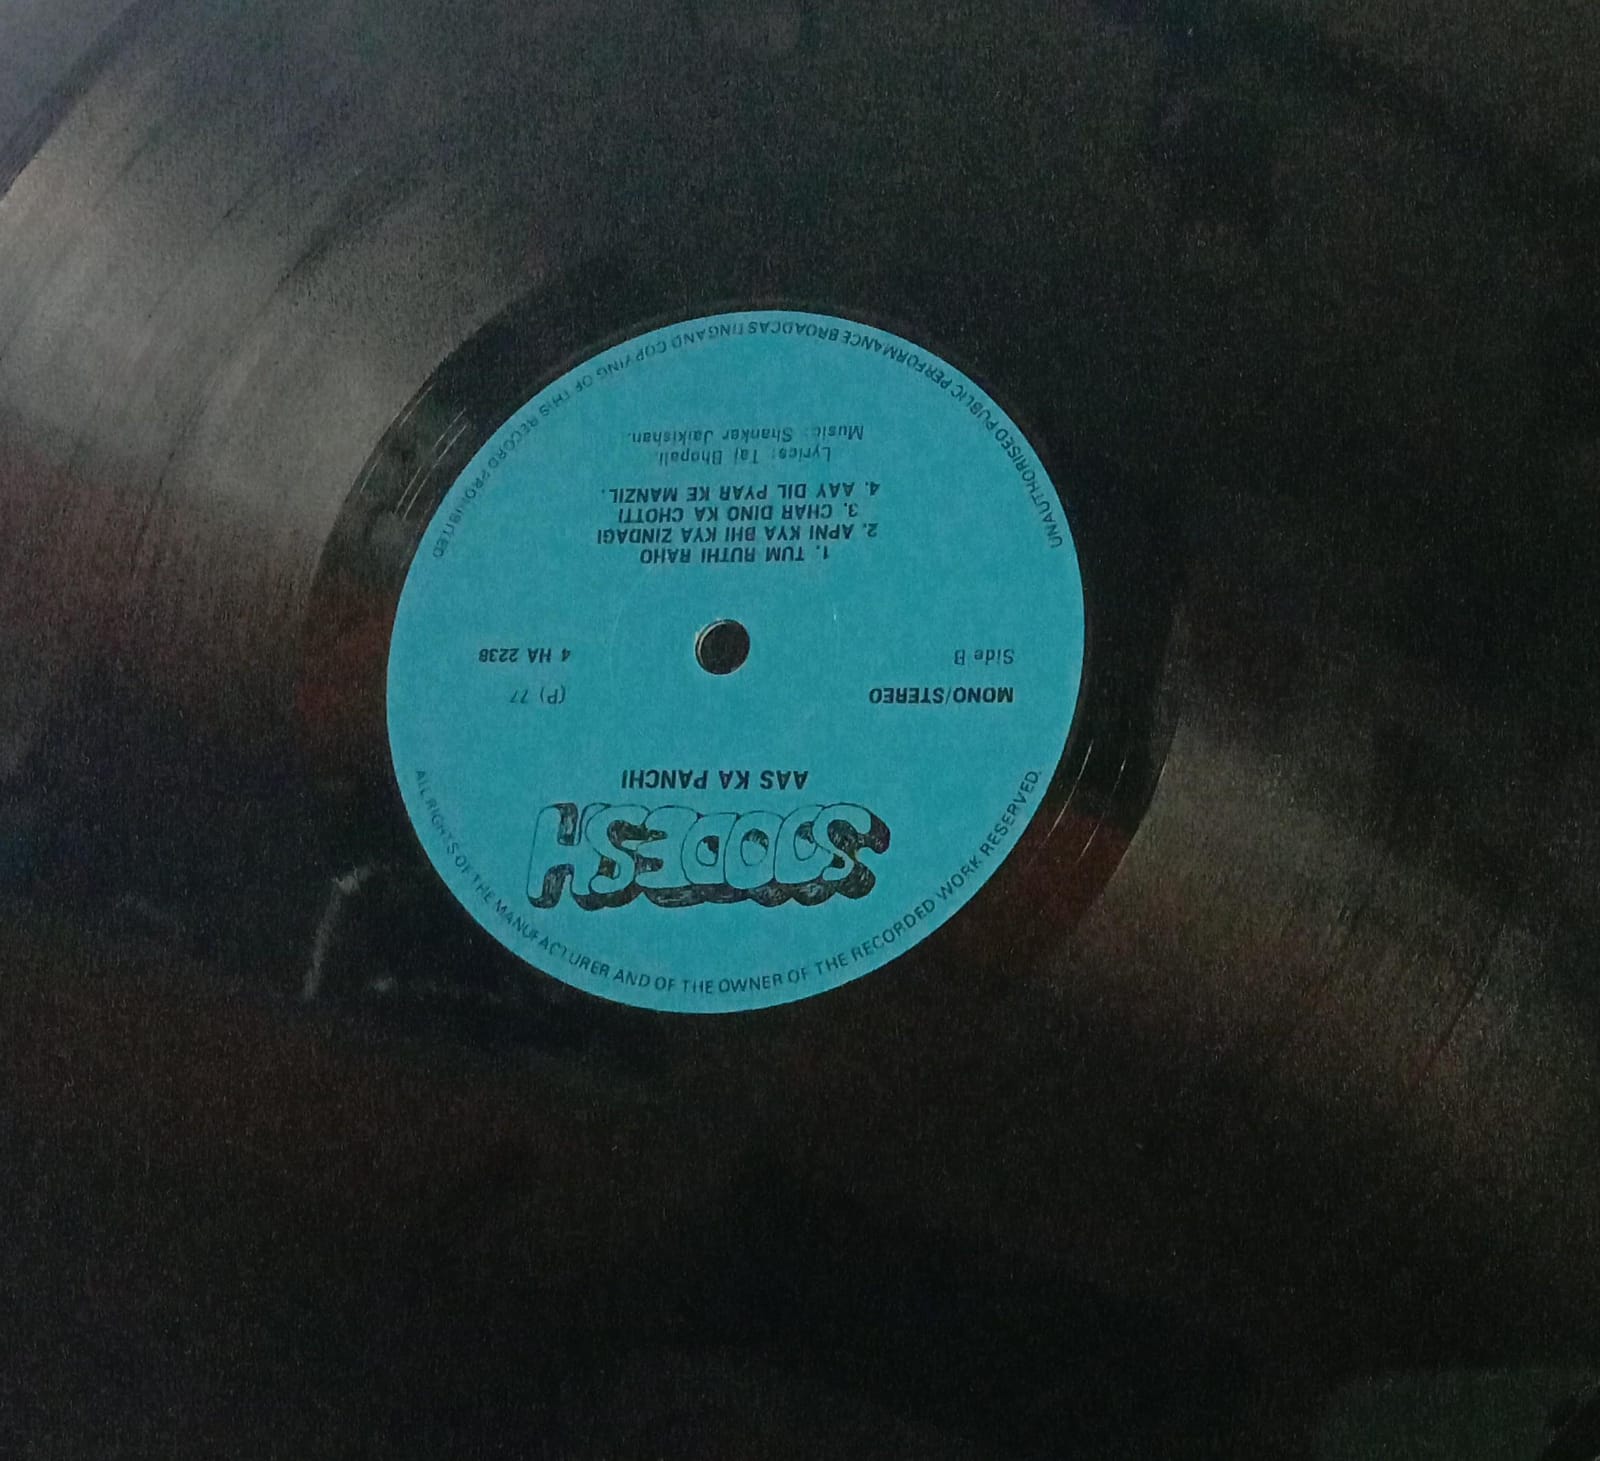 SDODESH
AAS KA PANCHI
MONO/STEREO
(P) 77
Side B
4 HA 2238
1. TUM RUTHI RAHO
2. APNI KYA BHI KYA ZINDAGI
3. CHAR DINO KA CHOTTI
4. AAY DIL PYAR KE MANZIL.
Lyrics: Taj Bhopali.
Music: Shanker Jaikishan.
ALL RIGHTS OF THE MANUFACTURER AND OF THE OWNER OF THE RECORDED WORK RESERVED.
UNAUTHORISED PUBLIC PERFORMANCE BROADCASTINGAND COPYING OF THIS RECORD PROHIBITED